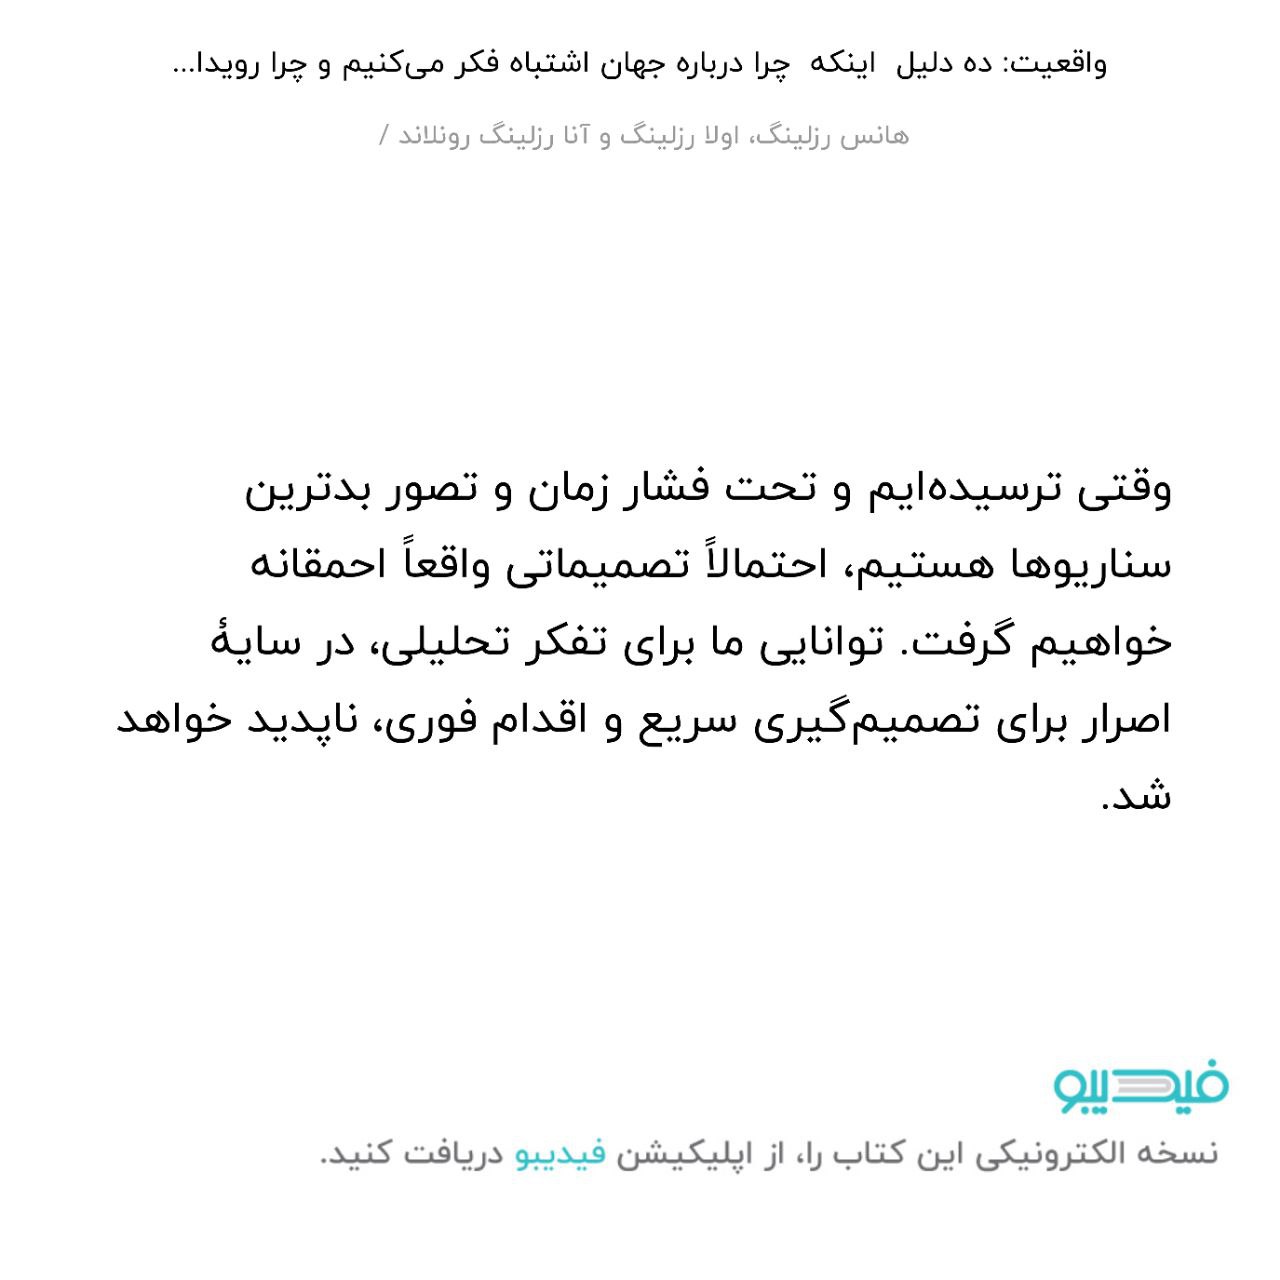 واقعیت: ده دلیل اینکه چرا درباره جهان اشتباه فکر می‌کنیم و چرا رویدا...
هانس رزلینگ، اولا رزلینگ و آنا رزلینگ رونلاند /
وقتی ترسیده‌ایم و تحت فشار زمان و تصور بدترین
سناریوها هستیم، احتمالاً تصمیماتی واقعاً احمقانه
خواهیم گرفت. توانایی ما برای تفکر تحلیلی، در سایهٔ
اصرار برای تصمیم‌گیری سریع و اقدام فوری، ناپدید خواهد
شد.
فیدیبو
نسخه الکترونیکی این کتاب را، از اپلیکیشن فیدیبو دریافت کنید.